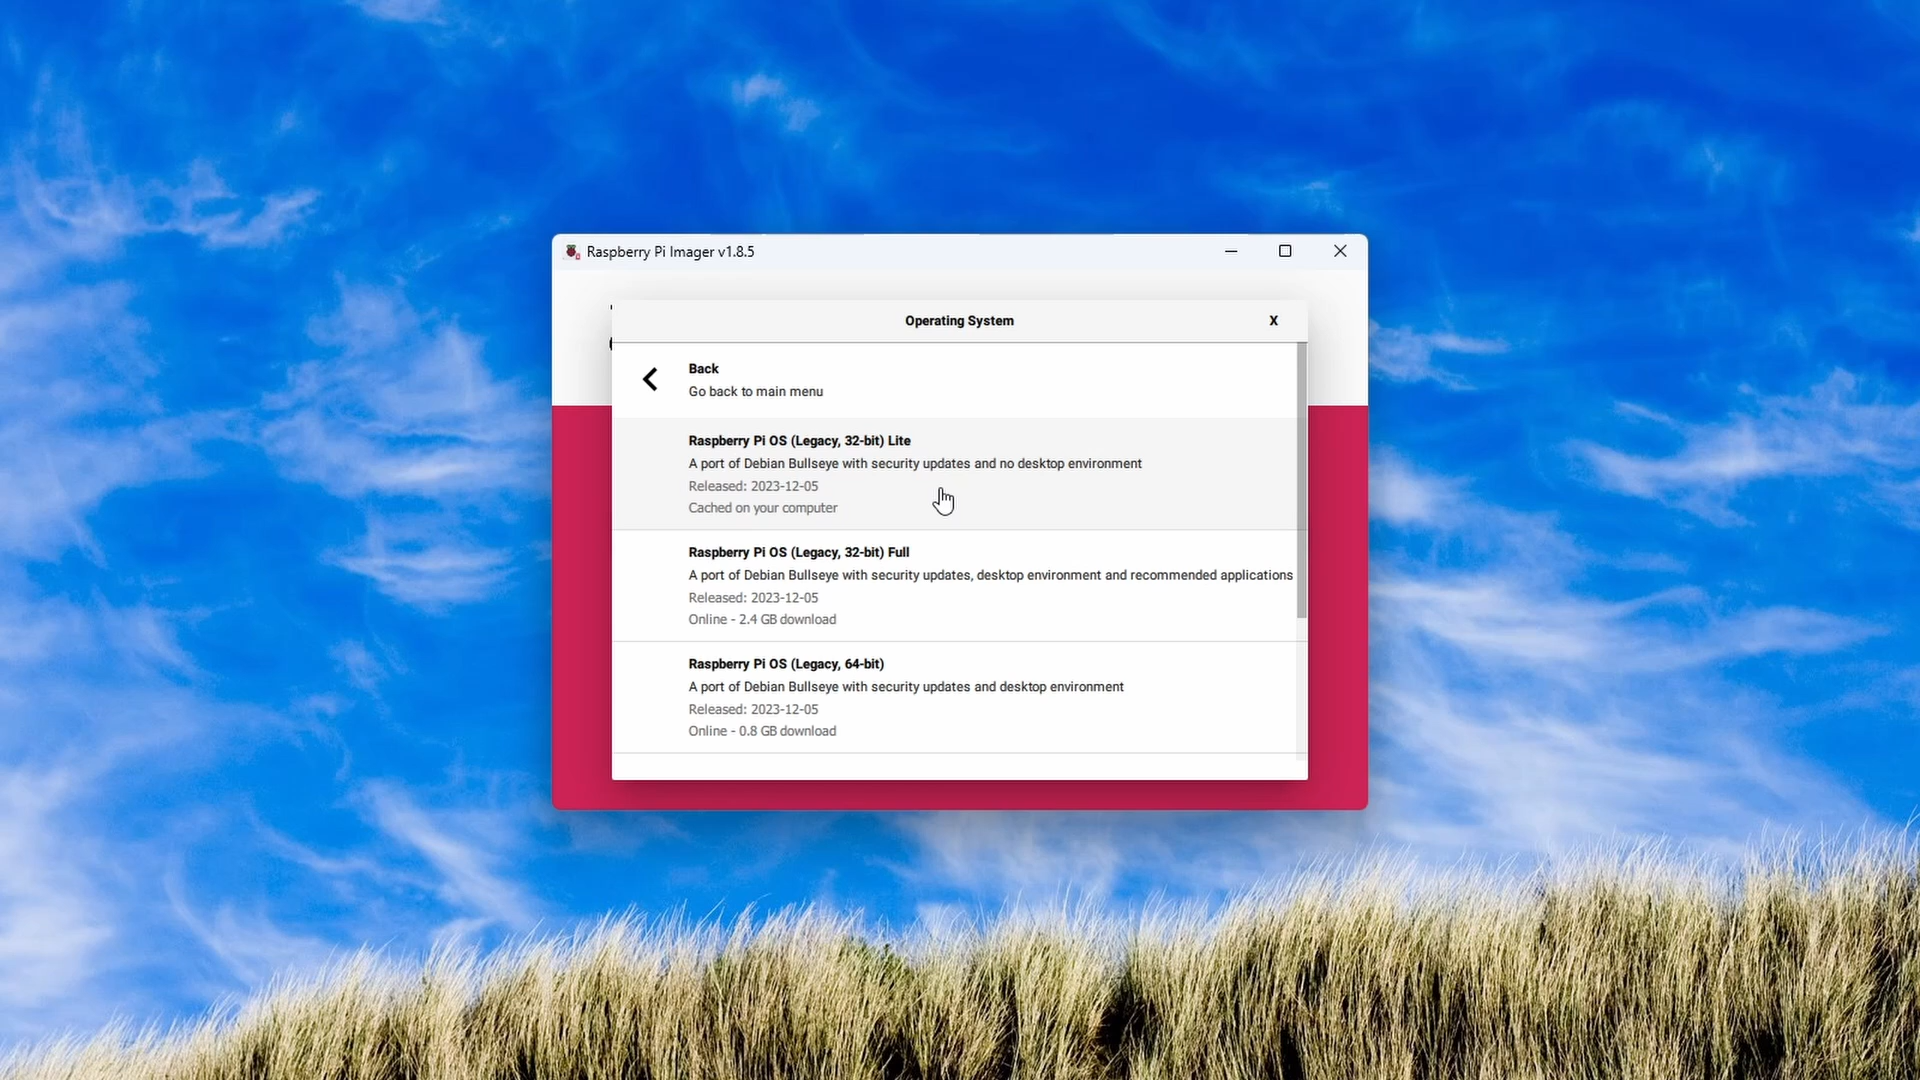 Raspberry Pi Imager v1.8.5
Operating System
X
Back
Go back to main menu
Raspberry Pi OS (Legacy, 32-bit) Lite
A port of Debian Bullseye with security updates and no desktop environment
Released: 2023-12-05
Cached on your computer
Raspberry Pi OS (Legacy, 32-bit) Full
A port of Debian Bullseye with security updates, desktop environment and recommended applications
Released: 2023-12-05
Online - 2.4 GB download
Raspberry Pi OS (Legacy, 64-bit)
A port of Debian Bullseye with security updates and desktop environment
Released: 2023-12-05
Online - 0.8 GB download